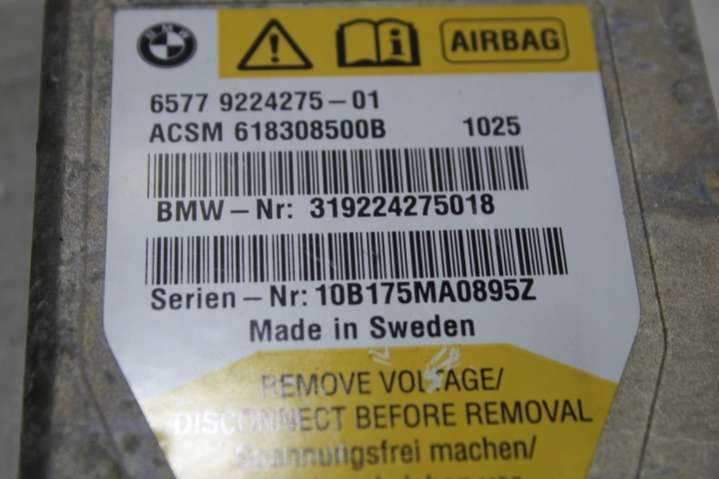 BMW
AIRBAG
6577 9224275-01
ACSM 618308500B 1025
BMW-Nr: 319224275018
Serien-Nr: 10B175MA0895Z
Made in Sweden
REMOVE VOLTAGE/
DISCONNECT BEFORE REMOVAL
Spannungsfrei machen/